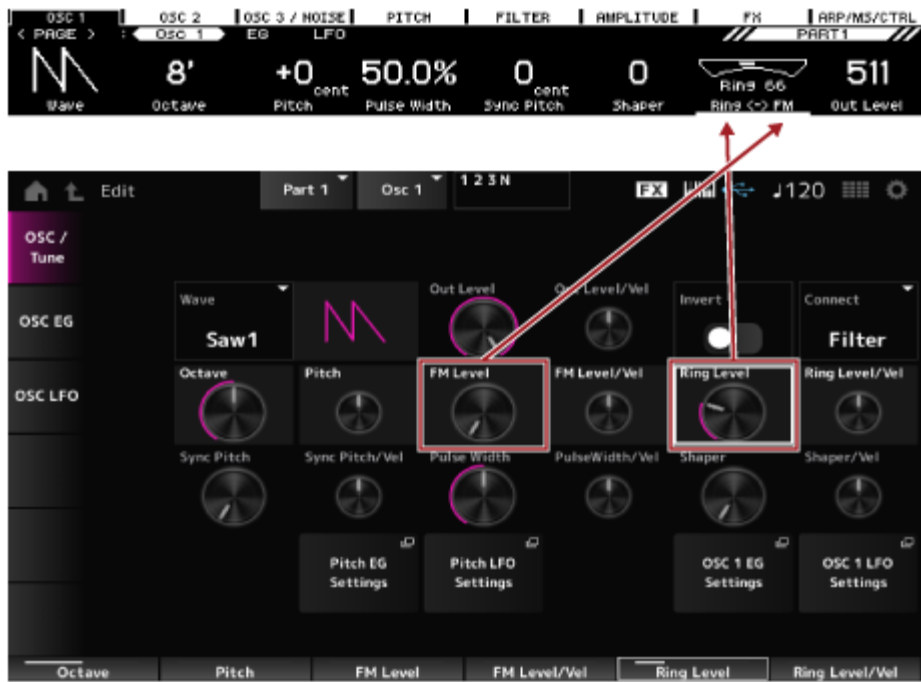 OSC 1 OSC 2 OSC 3 / NOISE PITCH FILTER AMPLITUDE FX ARP/MS/CTRL
< PAGE > : Osc 1 EG LFO PART1
8' +0 cent 50.0% 0 cent 0 Ring 66 511
Wave Octave Pitch Pulse Width Sync Pitch Shaper Ring <-> FM Out Level
Edit Part 1 Osc 1 1 2 3 N FX ♩120
OSC / Tune
OSC EG
OSC LFO
Wave Out Level Out Level/Vel Invert Connect
Saw1 Filter
Octave Pitch FM Level FM Level/Vel Ring Level Ring Level/Vel
Sync Pitch Sync Pitch/Vel Pulse Width PulseWidth/Vel Shaper Shaper/Vel
Pitch EG Pitch LFO OSC 1 EG OSC 1 LFO
Settings Settings Settings Settings
Octave Pitch FM Level FM Level/Vel Ring Level Ring Level/Vel